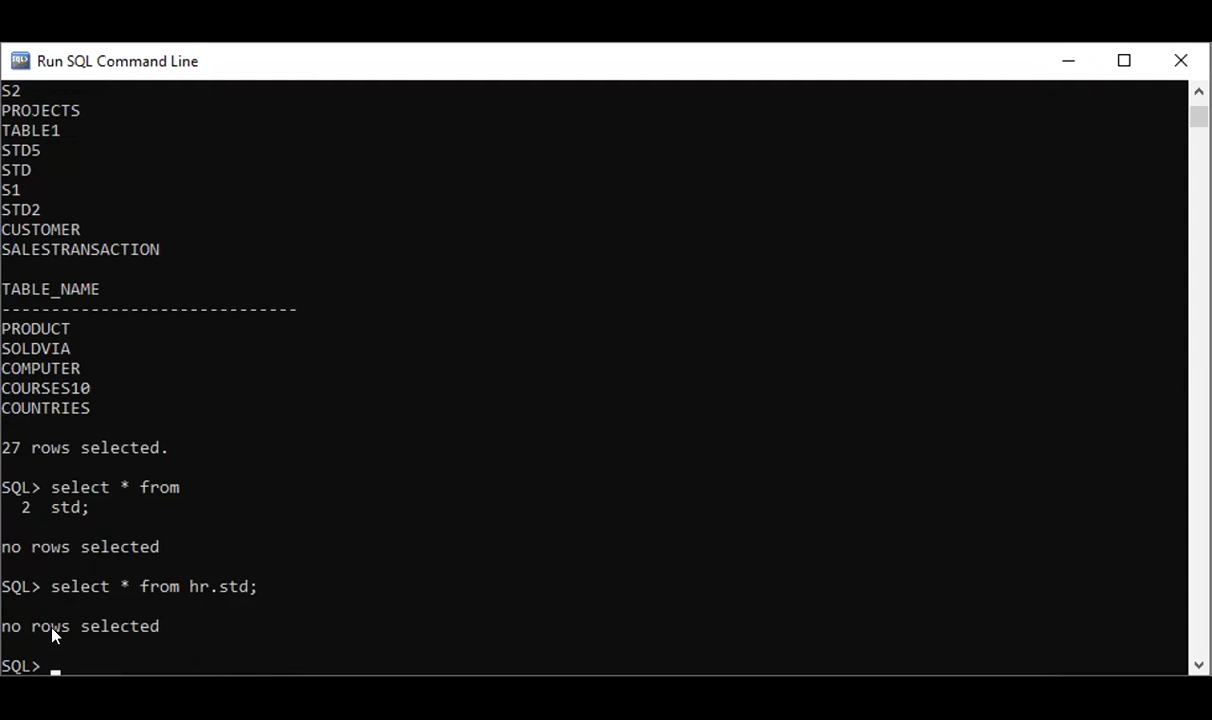 Run SQL Command Line
S2
PROJECTS
TABLE1
STD5
STD
S1
STD2
CUSTOMER
SALESTRANSACTION
TABLE_NAME
------------------------------
PRODUCT
SOLDVIA
COMPUTER
COURSES10
COUNTRIES
27 rows selected.
SQL> select * from
2 std;
no rows selected
SQL> select * from hr.std;
no rows selected
SQL>